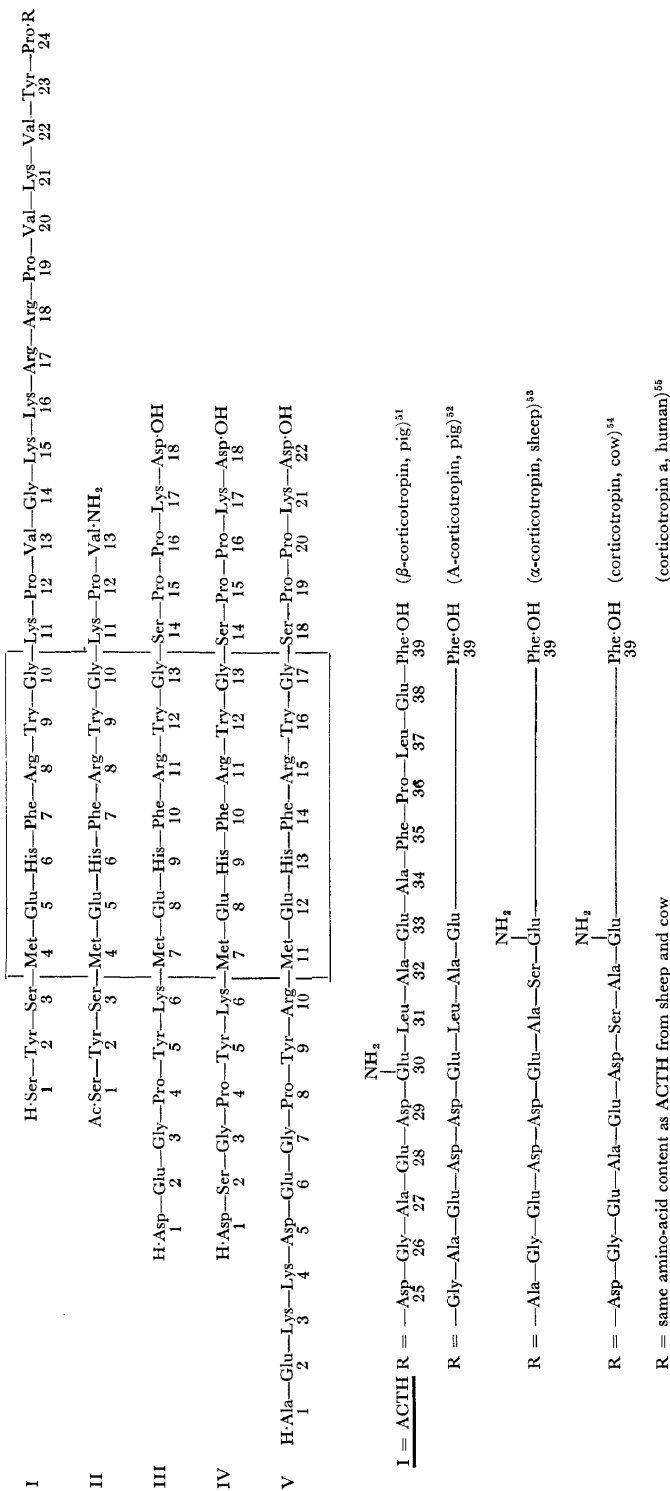 I H·Ser—Tyr—Ser—Met—Glu—His—Phe—Arg—Try—Gly—Lys—Pro—Val—Gly—Lys—Lys—Arg—Arg—Pro—Val—Lys—Val—Tyr—Pro·R
1 2 3 4 5 6 7 8 9 10 11 12 13 14 15 16 17 18 19 20 21 22 23 24
II Ac·Ser—Tyr—Ser—Met—Glu—His—Phe—Arg—Try—Gly—Lys—Pro—Val·NH₂
1 2 3 4 5 6 7 8 9 10 11 12 13
III H·Asp—Glu—Gly—Pro—Tyr—Lys—Met—Glu—His—Phe—Arg—Try—Gly—Ser—Pro—Pro—Lys—Asp·OH
1 2 3 4 5 6 7 8 9 10 11 12 13 14 15 16 17 18
IV H·Asp—Ser—Gly—Pro—Tyr—Lys—Met—Glu—His—Phe—Arg—Try—Gly—Ser—Pro—Pro—Lys—Asp·OH
1 2 3 4 5 6 7 8 9 10 11 12 13 14 15 16 17 18
V H·Ala—Glu—Lys—Lys—Asp—Glu—Gly—Pro—Tyr—Arg—Met—Glu—His—Phe—Arg—Try—Gly—Ser—Pro—Pro—Lys—Asp·OH
1 2 3 4 5 6 7 8 9 10 11 12 13 14 15 16 17 18 19 20 21 22
NH₂
I = ACTH R = —Asp—Gly—Ala—Glu—Asp—Glu—Leu—Ala—Glu—Ala—Phe—Pro—Leu—Glu—Phe·OH (β-corticotropin, pig)⁵¹
25 26 27 28 29 30 31 32 33 34 35 36 37 38 39
R = —Gly—Ala—Glu—Asp—Asp—Glu—Leu—Ala—Glu—Phe·OH (A-corticotropin, pig)⁵²
39
NH₂
R = —Ala—Gly—Glu—Asp—Asp—Glu—Ala—Ser—Glu—Phe·OH (α-corticotropin, sheep)⁵³
39
NH₂
R = —Asp—Gly—Glu—Ala—Glu—Asp—Ser—Ala—Glu—Phe·OH (corticotropin, cow)⁵⁴
39
R = same amino-acid content as ACTH from sheep and cow (corticotropin a, human)⁵⁵